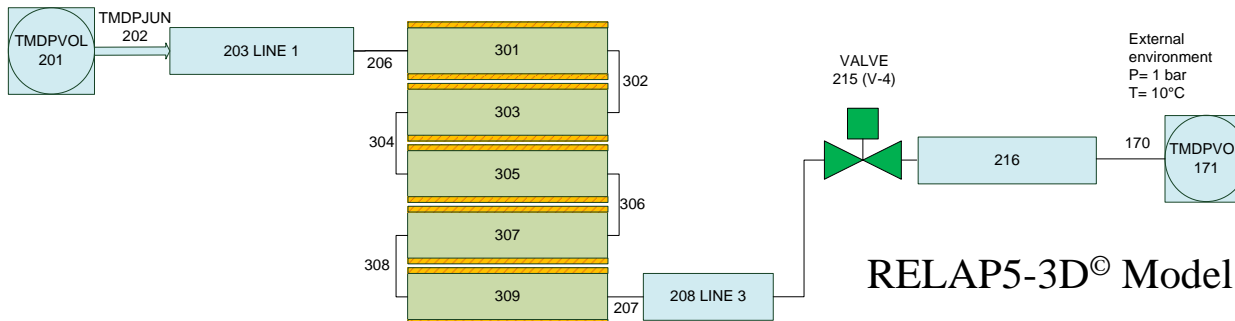 TMDPVOL
201
TMDPJUN
202
203 LINE 1
206
301
302
303
304
305
306
307
308
309
207
208 LINE 3
VALVE
215 (V-4)
216
External
environment
P= 1 bar
T= 10°C
170
TMDPVO
171
RELAP5-3D© Model